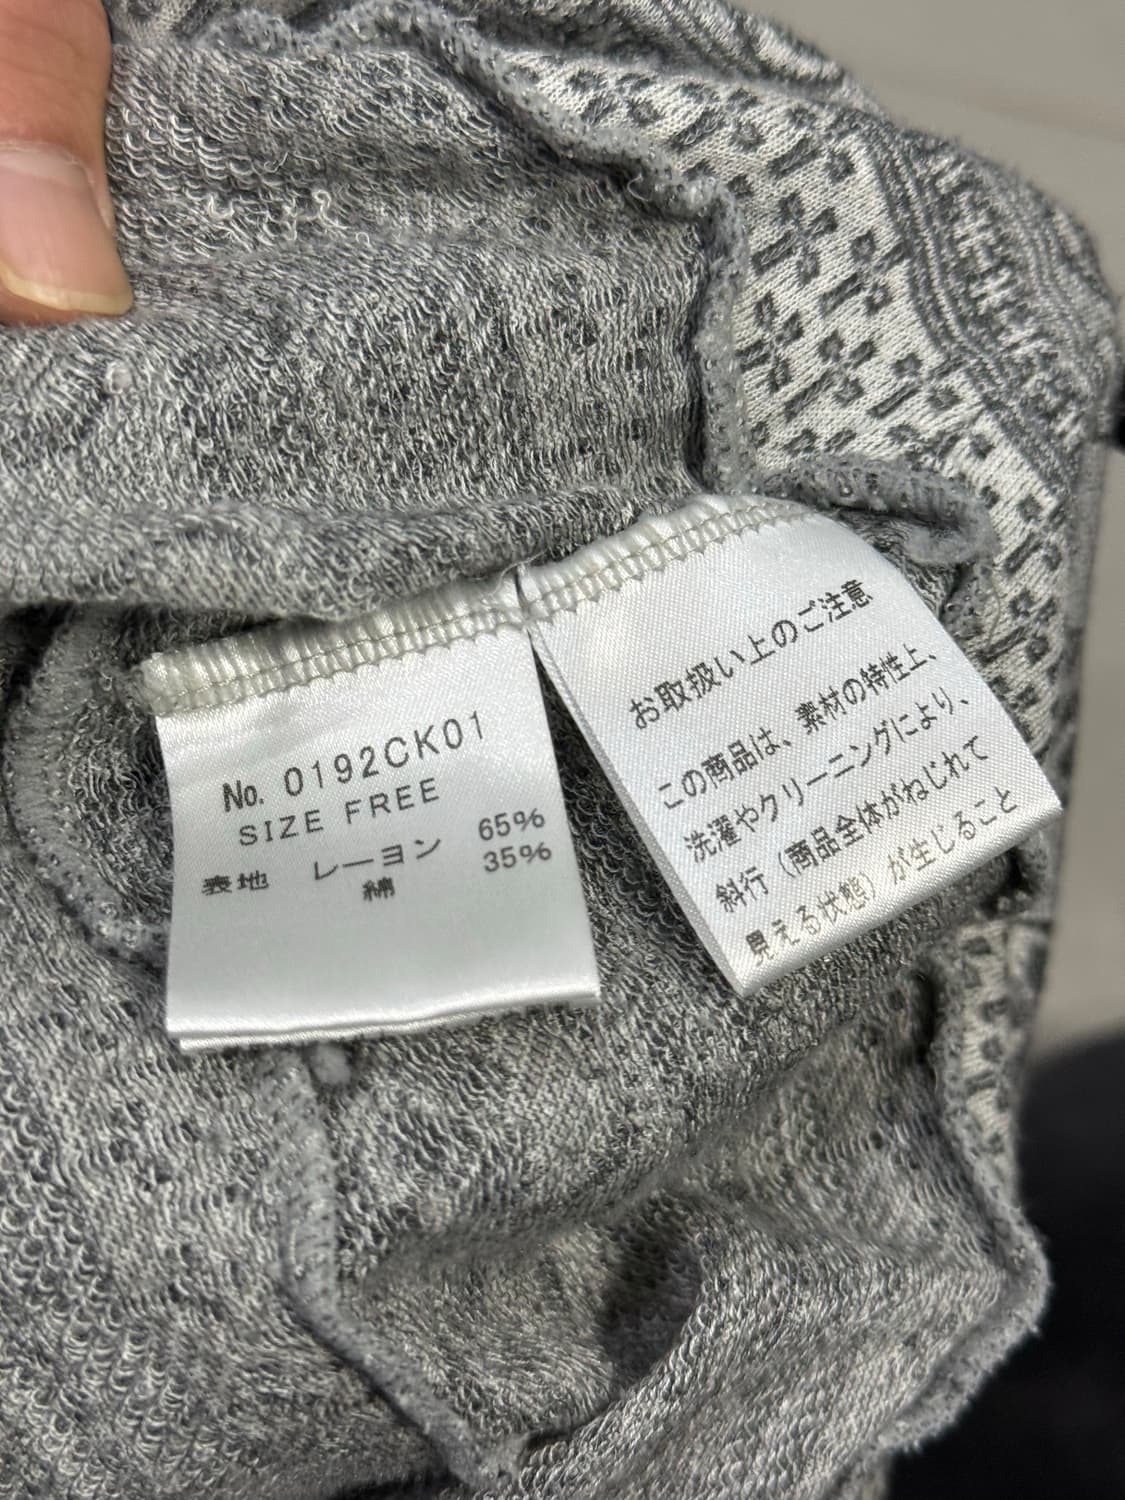 No. 0192CK01
SIZE FREE
表地 レーヨン 65%
綿 35%
お取扱い上のご注意
この商品は、素材の特性上、
洗濯やクリーニングにより、
斜行（商品全体がねじれて
見える状態）が生じること